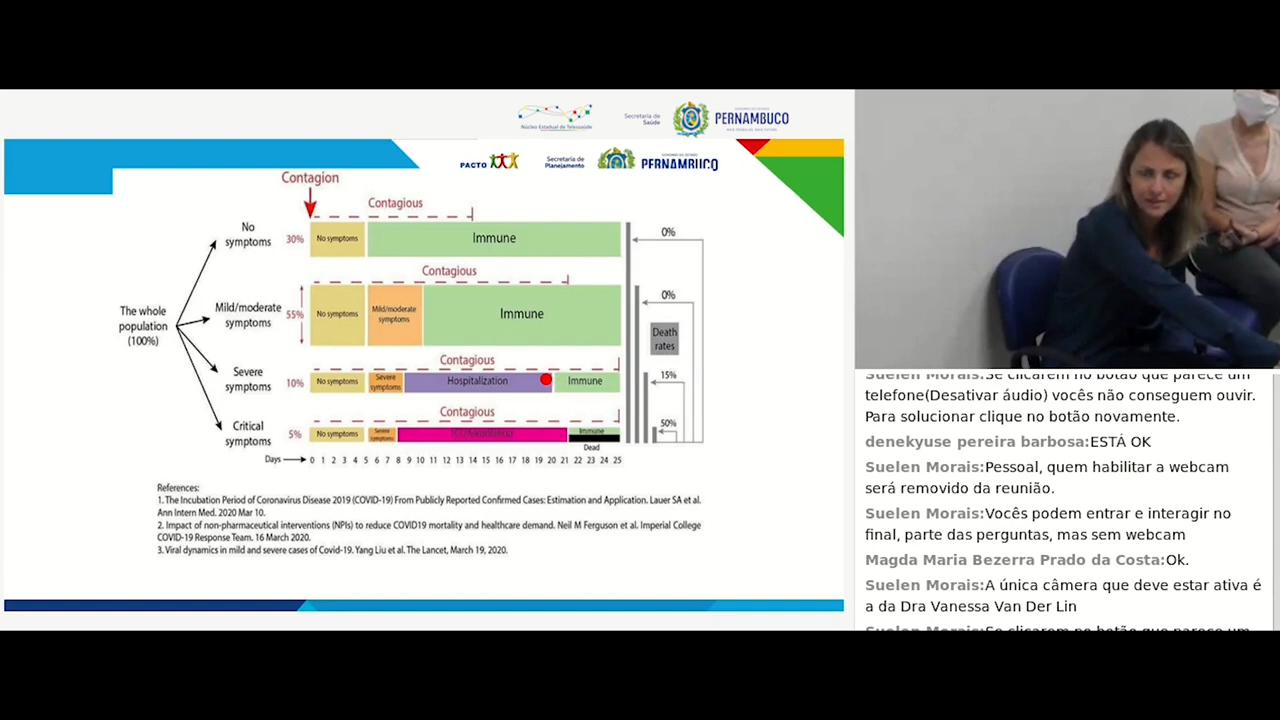 Núcleo Estadual de Telessaúde
Secretaria de
Saúde
GOVERNO DO ESTADO
PERNAMBUCO
PACTO
Secretaria de
Planejamento
PERNAMBUCO
Contagion
Contagious
No
symptoms
30%
No symptoms
Immune
0%
Contagious
The whole
population
(100%)
Mild/moderate
symptoms
55%
No symptoms
Mild/moderate
symptoms
Immune
0%
Death
rates
Contagious
Severe
symptoms
10%
No symptoms
Severe
symptoms
Hospitalization
Immune
15%
Contagious
Critical
symptoms
5%
No symptoms
Severe
symptoms
Immune
Dead
50%
Days 0 1 2 3 4 5 6 7 8 9 10 11 12 13 14 15 16 17 18 19 20 21 22 23 24 25
References:
1. The Incubation Period of Coronavirus Disease 2019 (COVID-19) From Publicly Reported Confirmed Cases: Estimation and Application. Lauer SA et al.
Ann Intern Med. 2020 Mar 10.
2. Impact of non-pharmaceutical interventions (NPIs) to reduce COVID19 mortality and healthcare demand. Neil M Ferguson et al. Imperial College
COVID-19 Response Team. 16 March 2020.
3. Viral dynamics in mild and severe cases of Covid-19. Yang Liu et al. The Lancet, March 19, 2020.
Suelen Morais:Se clicarem no botão que parece um
telefone(Desativar áudio) vocês não conseguem ouvir.
Para solucionar clique no botão novamente.
denekyuse pereira barbosa:ESTÁ OK
Suelen Morais:Pessoal, quem habilitar a webcam
será removido da reunião.
Suelen Morais:Vocês podem entrar e interagir no
final, parte das perguntas, mas sem webcam
Magda Maria Bezerra Prado da Costa:Ok.
Suelen Morais:A única câmera que deve estar ativa é
a da Dra Vanessa Van Der Lin
Suelen Morais:Se clicarem no botão que parece um